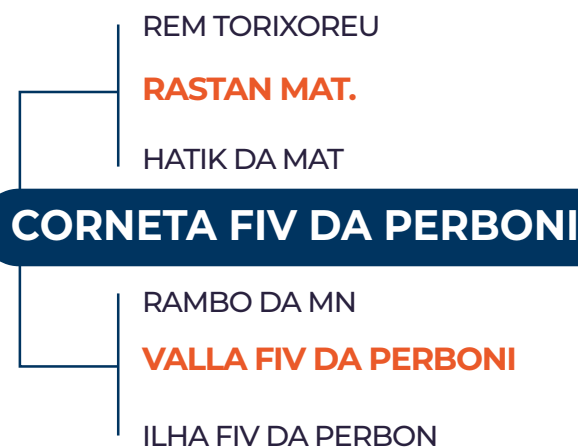 REM TORIXOREU
RASTAN MAT.
HATIK DA MAT
CORNETA FIV DA PERBONI
RAMBO DA MN
VALLA FIV DA PERBONI
ILHA FIV DA PERBON